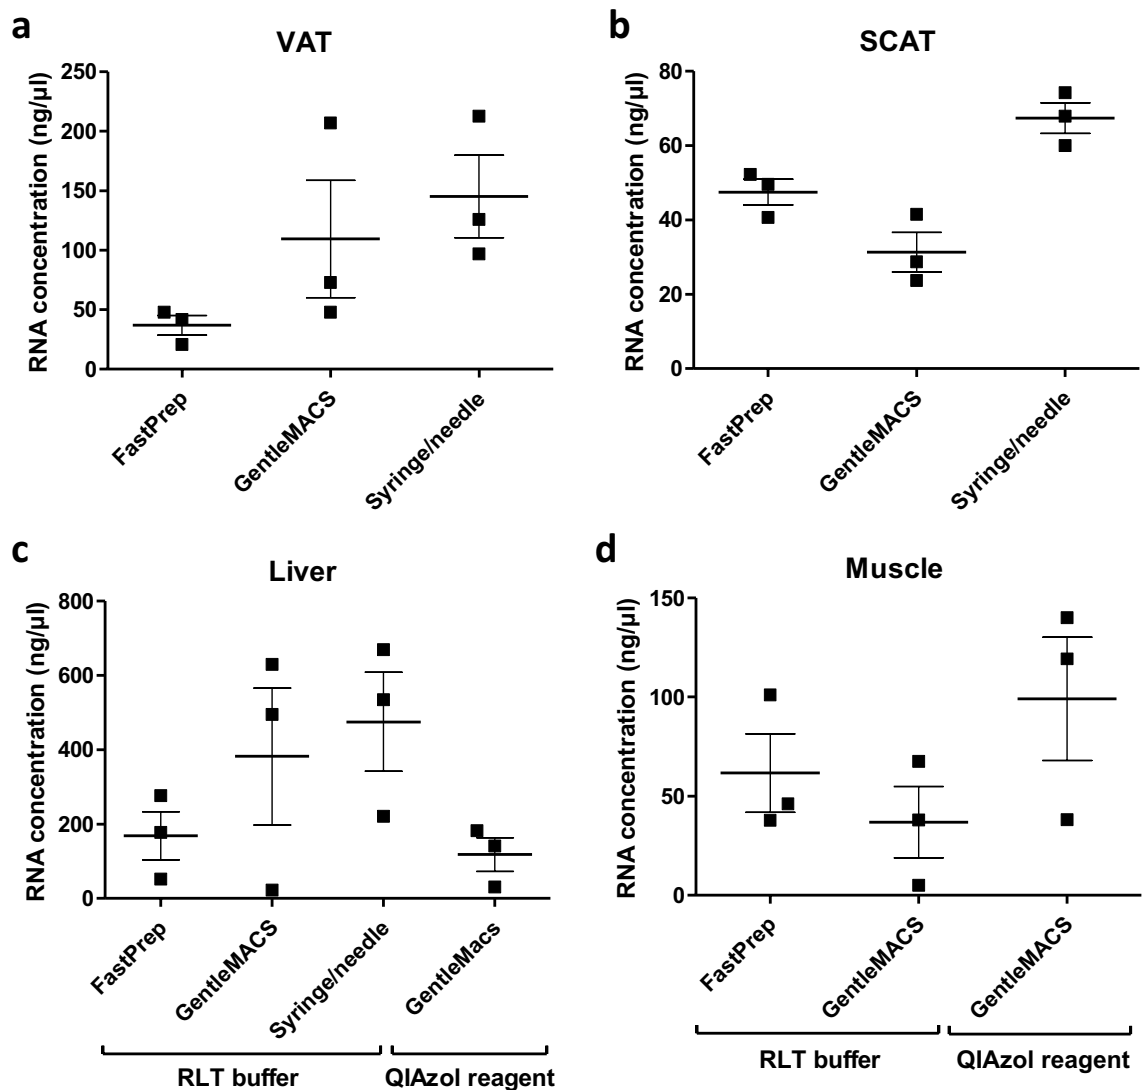 a
VAT
RNA concentration (ng/µl)
250
200
150
100
50
0
FastPrep
GentleMACS
Syringe/needle
b
SCAT
RNA concentration (ng/µl)
80
60
40
20
0
FastPrep
GentleMACS
Syringe/needle
c
Liver
RNA concentration (ng/µl)
800
600
400
200
0
FastPrep
GentleMACS
Syringe/needle
GentleMacs
RLT buffer
QIAzol reagent
d
Muscle
RNA concentration (ng/µl)
150
100
50
0
FastPrep
GentleMACS
GentleMACS
RLT buffer
QIAzol reagent